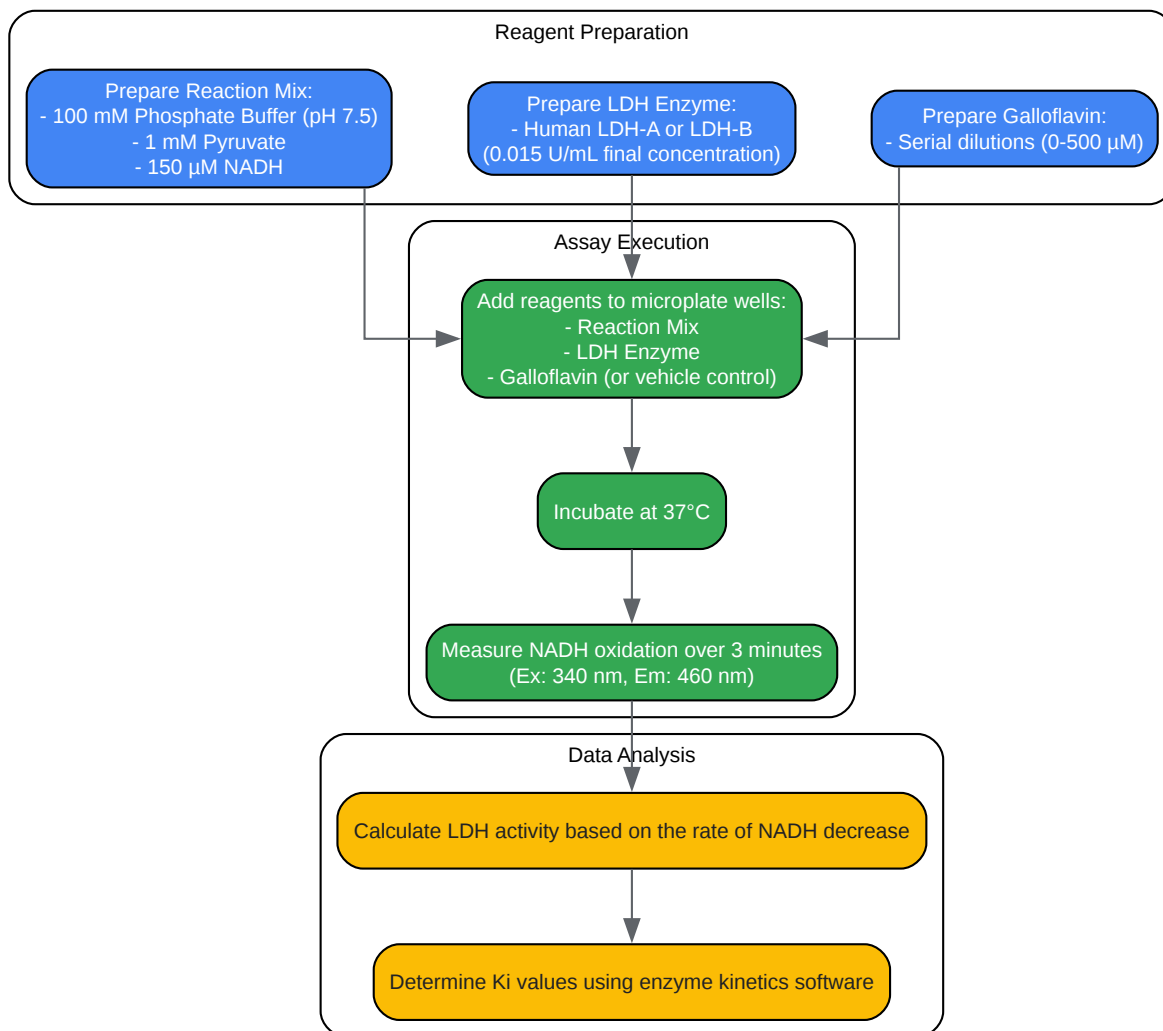 Reagent Preparation
Prepare Reaction Mix:
- 100 mM Phosphate Buffer (pH 7.5)
- 1 mM Pyruvate
- 150 µM NADH
Prepare LDH Enzyme:
- Human LDH-A or LDH-B
(0.015 U/mL final concentration)
Prepare Galloflavin:
- Serial dilutions (0-500 µM)
Assay Execution
Add reagents to microplate wells:
- Reaction Mix
- LDH Enzyme
- Galloflavin (or vehicle control)
Incubate at 37°C
Measure NADH oxidation over 3 minutes
(Ex: 340 nm, Em: 460 nm)
Data Analysis
Calculate LDH activity based on the rate of NADH decrease
Determine Ki values using enzyme kinetics software